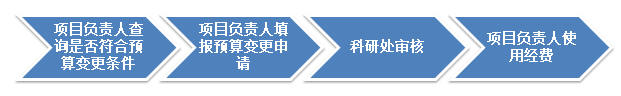 项目负责人查
询是否符合预
算变更条件
项目负责人填
报预算变更申
请
科研处审核
项目负责人使
用经费